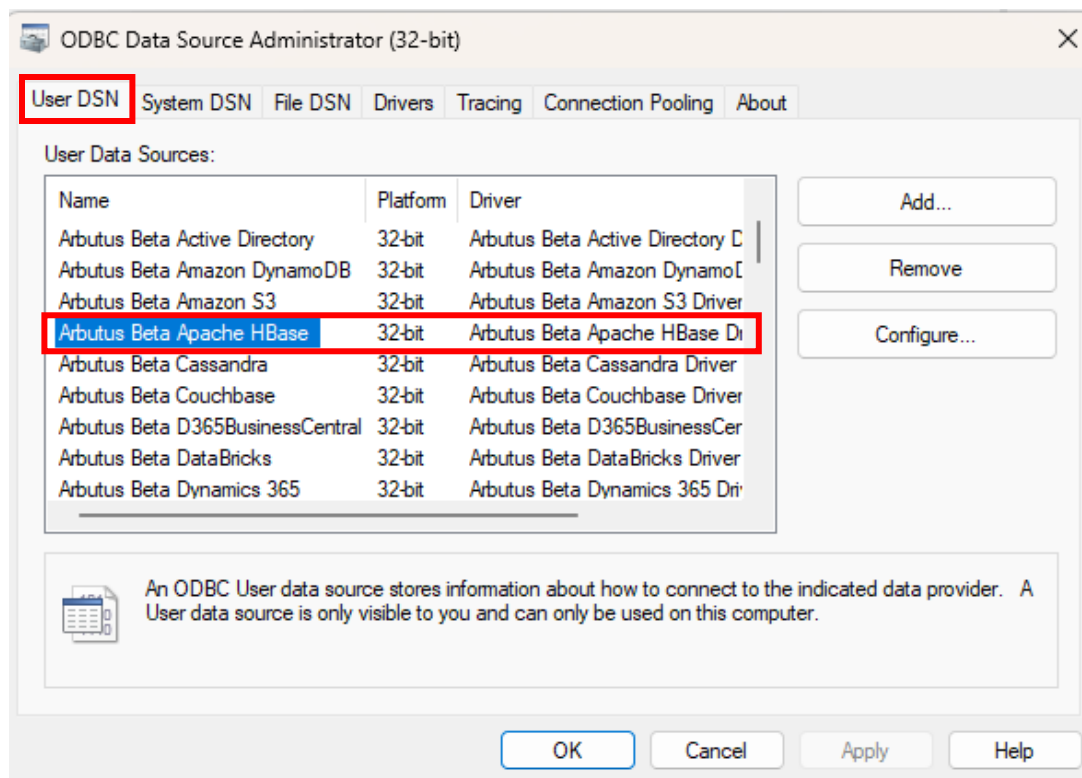 ODBC Data Source Administrator (32-bit)
User DSN System DSN File DSN Drivers Tracing Connection Pooling About
User Data Sources:
Name Platform Driver
Arbutus Beta Active Directory 32-bit Arbutus Beta Active Directory
Arbutus Beta Amazon DynamoDB 32-bit Arbutus Beta Amazon
Arbutus Beta Amazon S3 32-bit Arbutus Beta Amazon S3 Driver
Arbutus Beta Apache HBase 32-bit Arbutus Beta Apache HBase
Arbutus Beta Cassandra 32-bit Arbutus Beta Cassandra Driver
Arbutus Beta Couchbase 32-bit Arbutus Beta Couchbase Driver
Arbutus Beta D365BusinessCentral 32-bit Arbutus Beta D365BusinessCer
Arbutus Beta DataBricks 32-bit Arbutus Beta DataBricks Driver
Arbutus Beta Dynamics 365 32-bit Arbutus Beta Dynamics 365
Add...
Remove
Configure...
An ODBC User data source stores information about how to connect to the indicated data provider. A
User data source is only visible to you and can only be used on this computer.
OK Cancel Apply Help